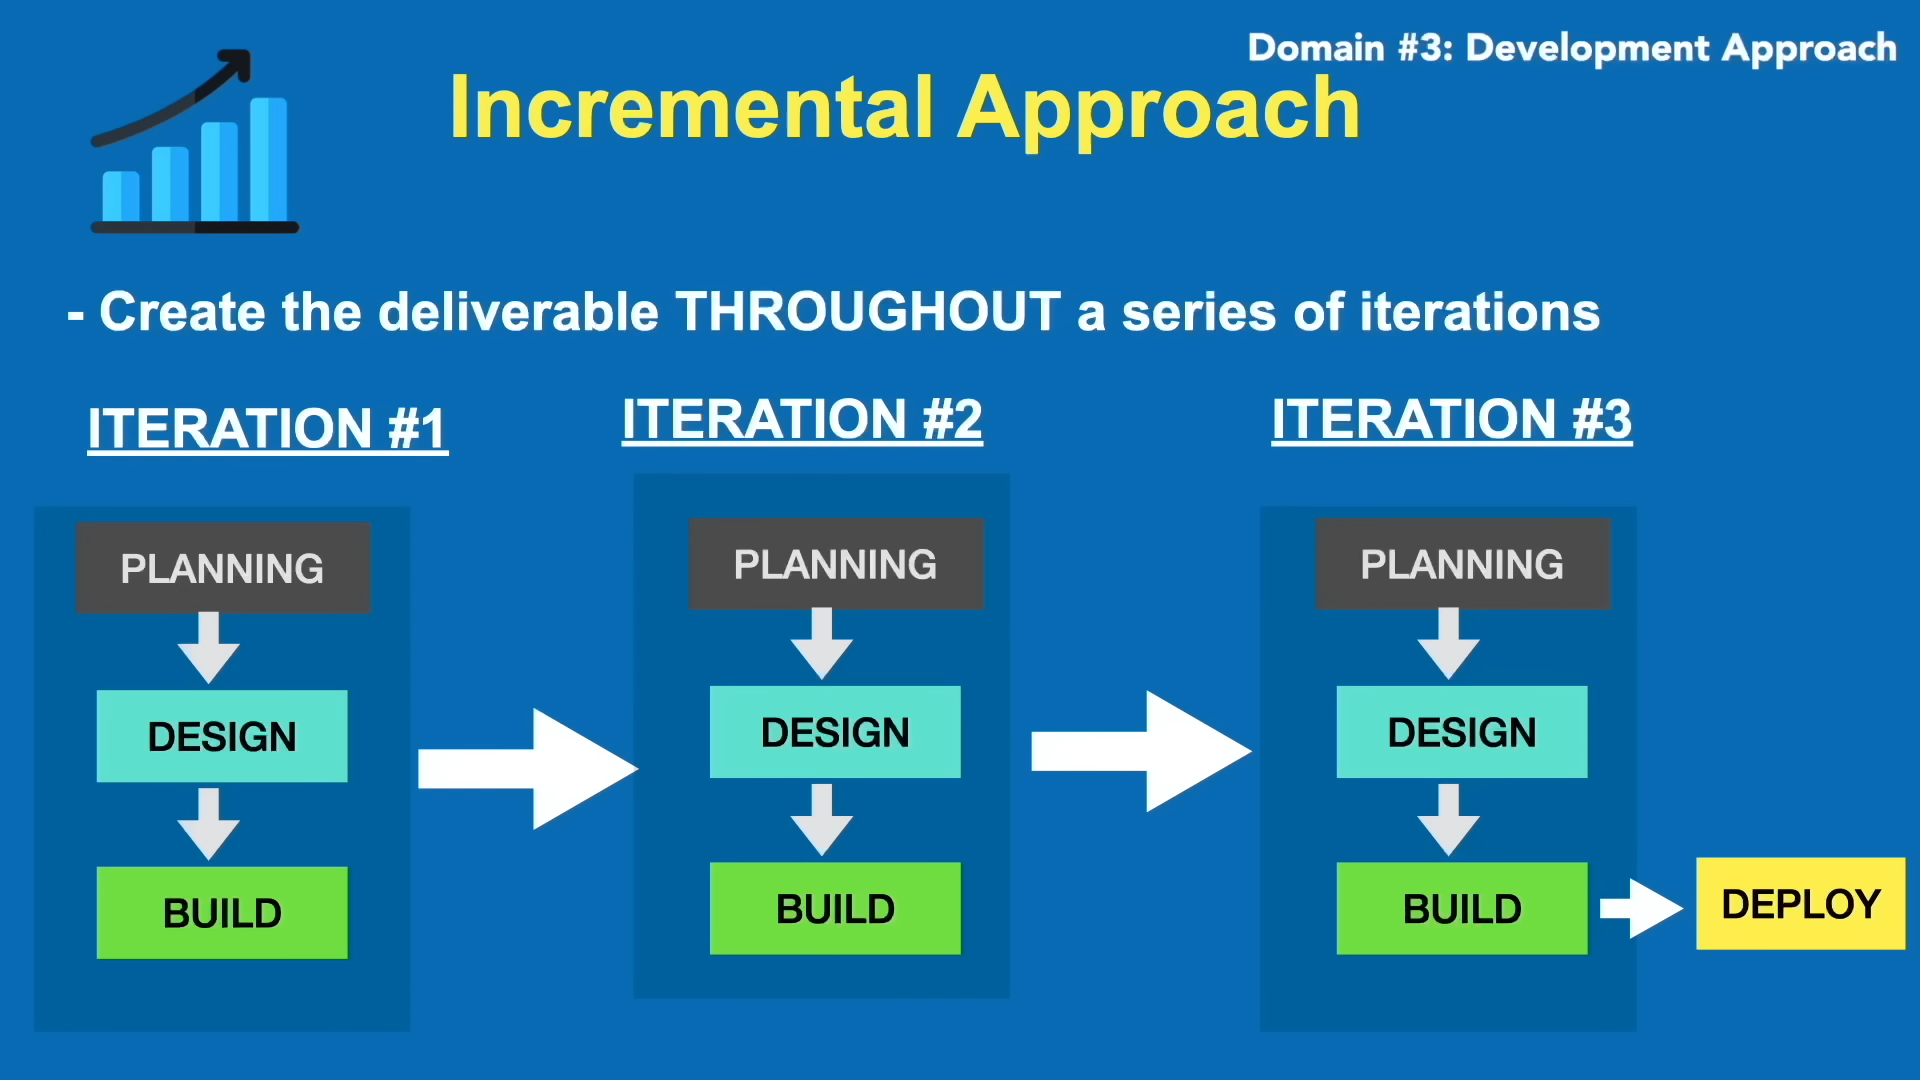 Domain #3: Development Approach
Incremental Approach
- Create the deliverable THROUGHOUT a series of iterations
ITERATION #1
PLANNING
DESIGN
BUILD
ITERATION #2
PLANNING
DESIGN
BUILD
ITERATION #3
PLANNING
DESIGN
BUILD
DEPLOY